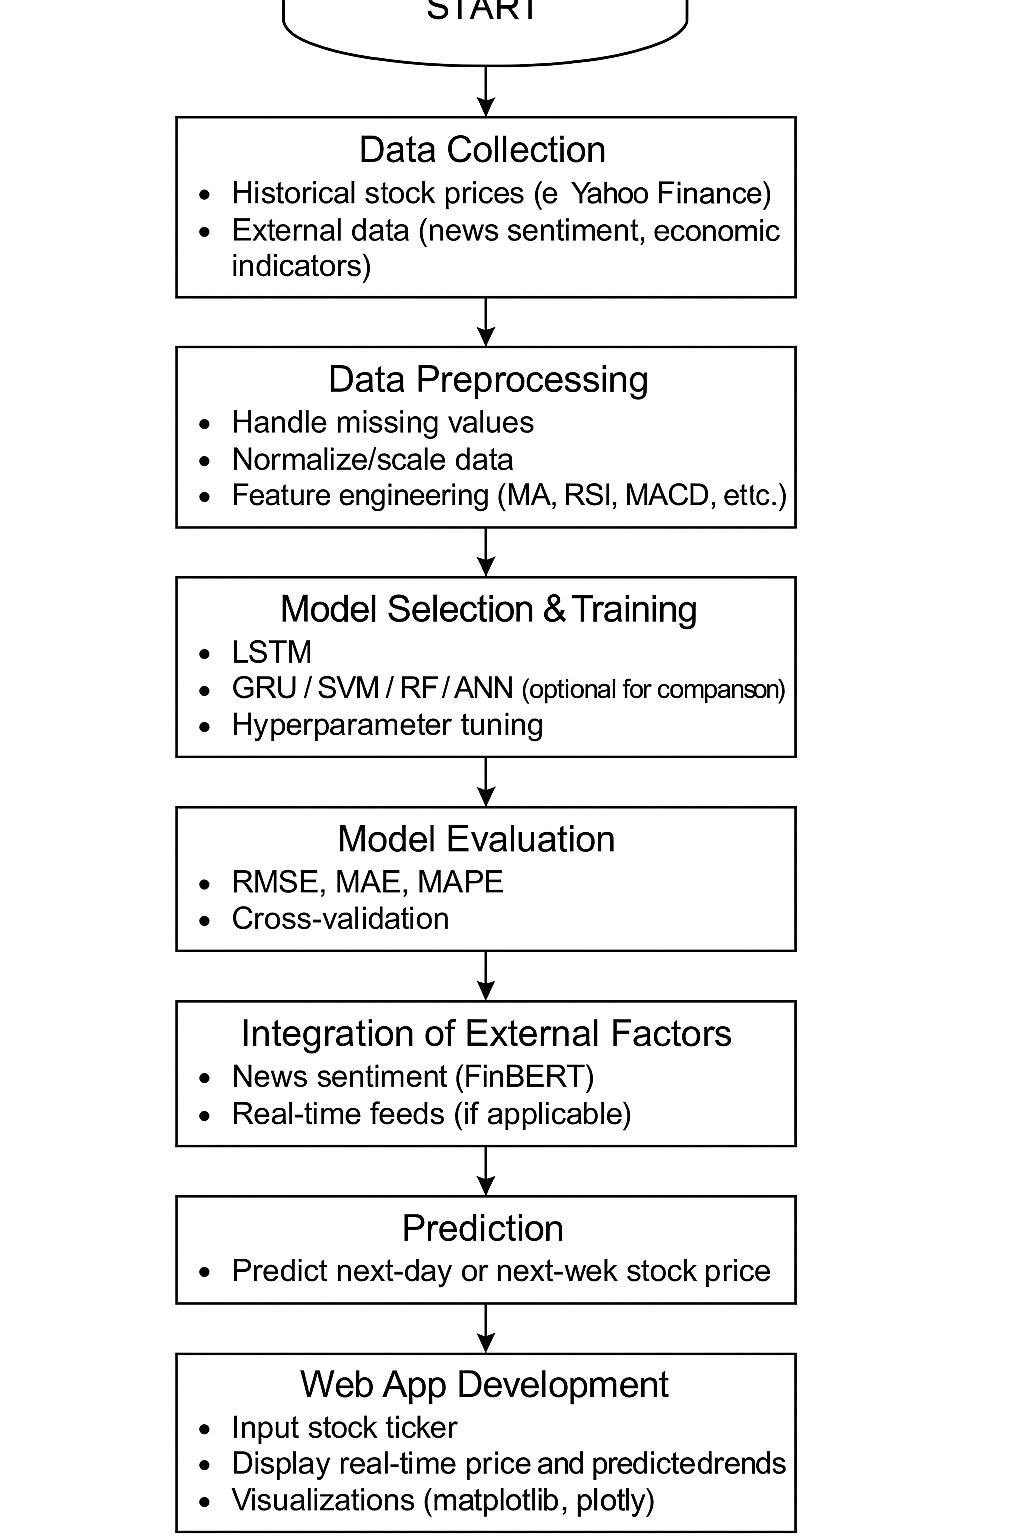 START
Data Collection
• Historical stock prices (e Yahoo Finance)
• External data (news sentiment, economic
indicators)
Data Preprocessing
• Handle missing values
• Normalize/scale data
• Feature engineering (MA, RSI, MACD, ettc.)
Model Selection & Training
• LSTM
• GRU / SVM / RF / ANN (optional for companson)
• Hyperparameter tuning
Model Evaluation
• RMSE, MAE, MAPE
• Cross-validation
Integration of External Factors
• News sentiment (FinBERT)
• Real-time feeds (if applicable)
Prediction
• Predict next-day or next-wek stock price
Web App Development
• Input stock ticker
• Display real-time price and predictedrends
• Visualizations (matplotlib, plotly)